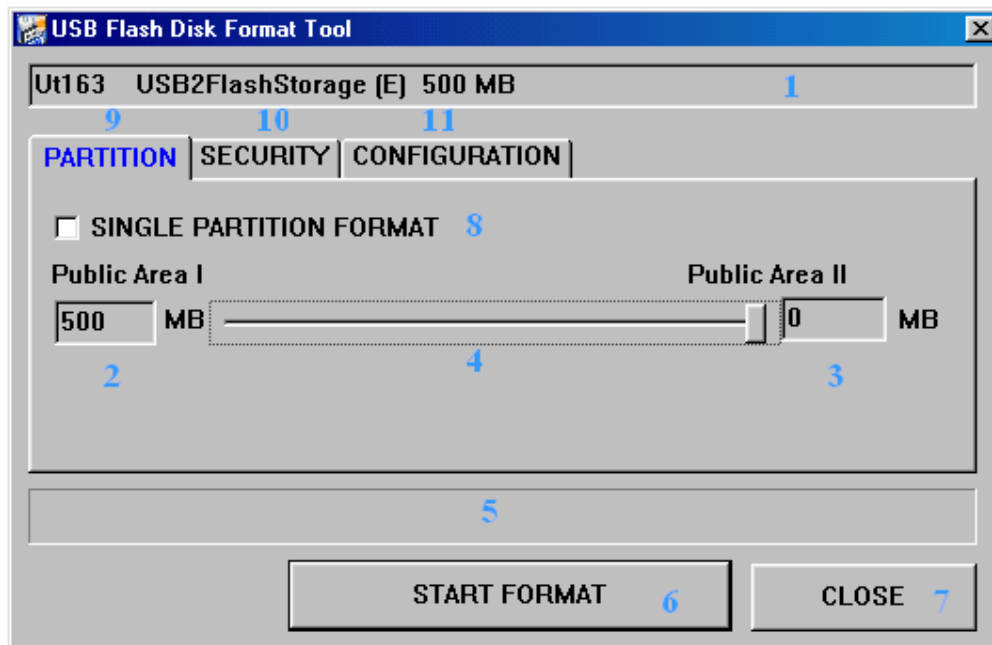 USB Flash Disk Format Tool
Ut163 USB2FlashStorage (E) 500 MB 1
9 10 11
PARTITION SECURITY CONFIGURATION
SINGLE PARTITION FORMAT 8
Public Area I Public Area II
500 MB 0 MB
2 4 3
5
START FORMAT 6 CLOSE 7